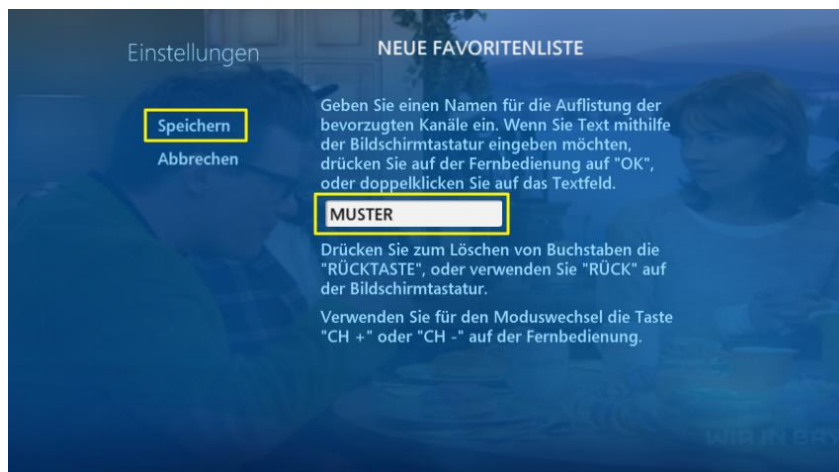 Einstellungen
NEUE FAVORITENLISTE
Speichern
Abbrechen
Geben Sie einen Namen für die Auflistung der
bevorzugten Kanäle ein. Wenn Sie Text mithilfe
der Bildschirmtastatur eingeben möchten,
drücken Sie auf der Fernbedienung auf "OK",
oder doppelklicken Sie auf das Textfeld.
MUSTER
Drücken Sie zum Löschen von Buchstaben die
"RÜCKTASTE", oder verwenden Sie "RÜCK" auf
der Bildschirmtastatur.
Verwenden Sie für den Moduswechsel die Taste
"CH +" oder "CH -" auf der Fernbedienung.
WIR IN